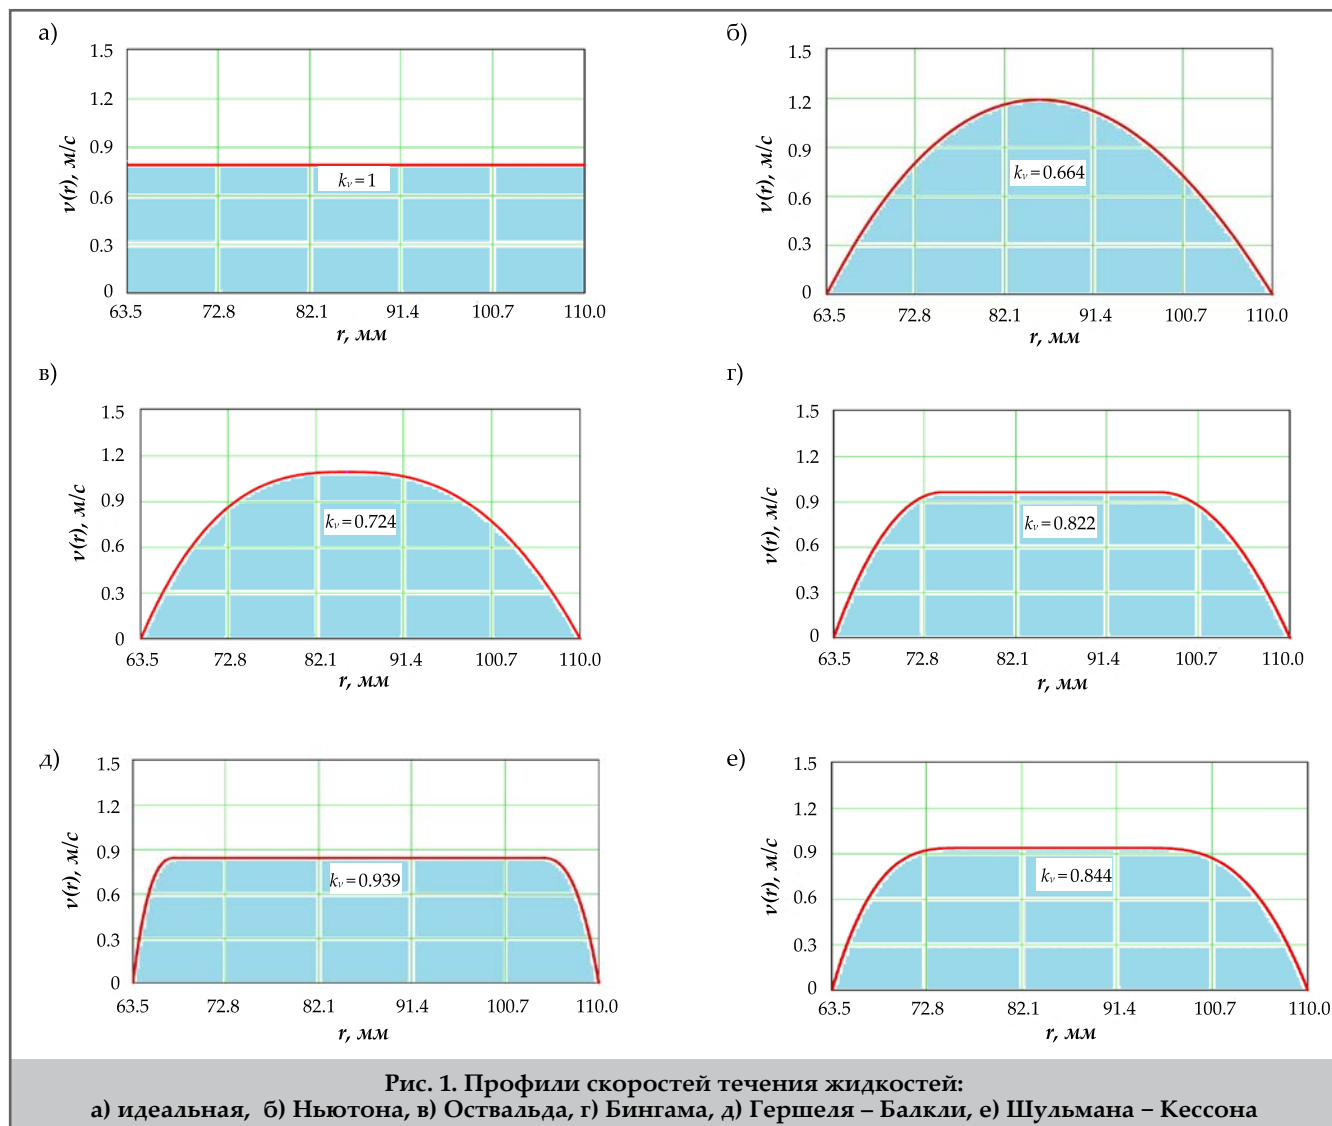 а)
1.5
1.2
0.9
0.6
0.3
0
v(r), м/с
k_v = 1
63.5 72.8 82.1 91.4 100.7 110.0
r, мм
б)
1.5
1.2
0.9
0.6
0.3
0
v(r), м/с
k_v = 0.664
63.5 72.8 82.1 91.4 100.7 110.0
r, мм
в)
1.5
1.2
0.9
0.6
0.3
0
v(r), м/с
k_v = 0.724
63.5 72.8 82.1 91.4 100.7 110.0
r, мм
г)
1.5
1.2
0.9
0.6
0.3
0
v(r), м/с
k_v = 0.822
63.5 72.8 82.1 91.4 100.7 110.0
r, мм
д)
1.5
1.2
0.9
0.6
0.3
0
v(r), м/с
k_v = 0.939
63.5 72.8 82.1 91.4 100.7 110.0
r, мм
е)
1.5
1.2
0.9
0.6
0.3
0
v(r), м/с
k_v = 0.844
63.5 72.8 82.1 91.4 100.7 110.0
r, мм
Рис. 1. Профили скоростей течения жидкостей:
а) идеальная, б) Ньютона, в) Оствальда, г) Бингама, д) Гершеля – Балкли, е) Шульмана – Кессона